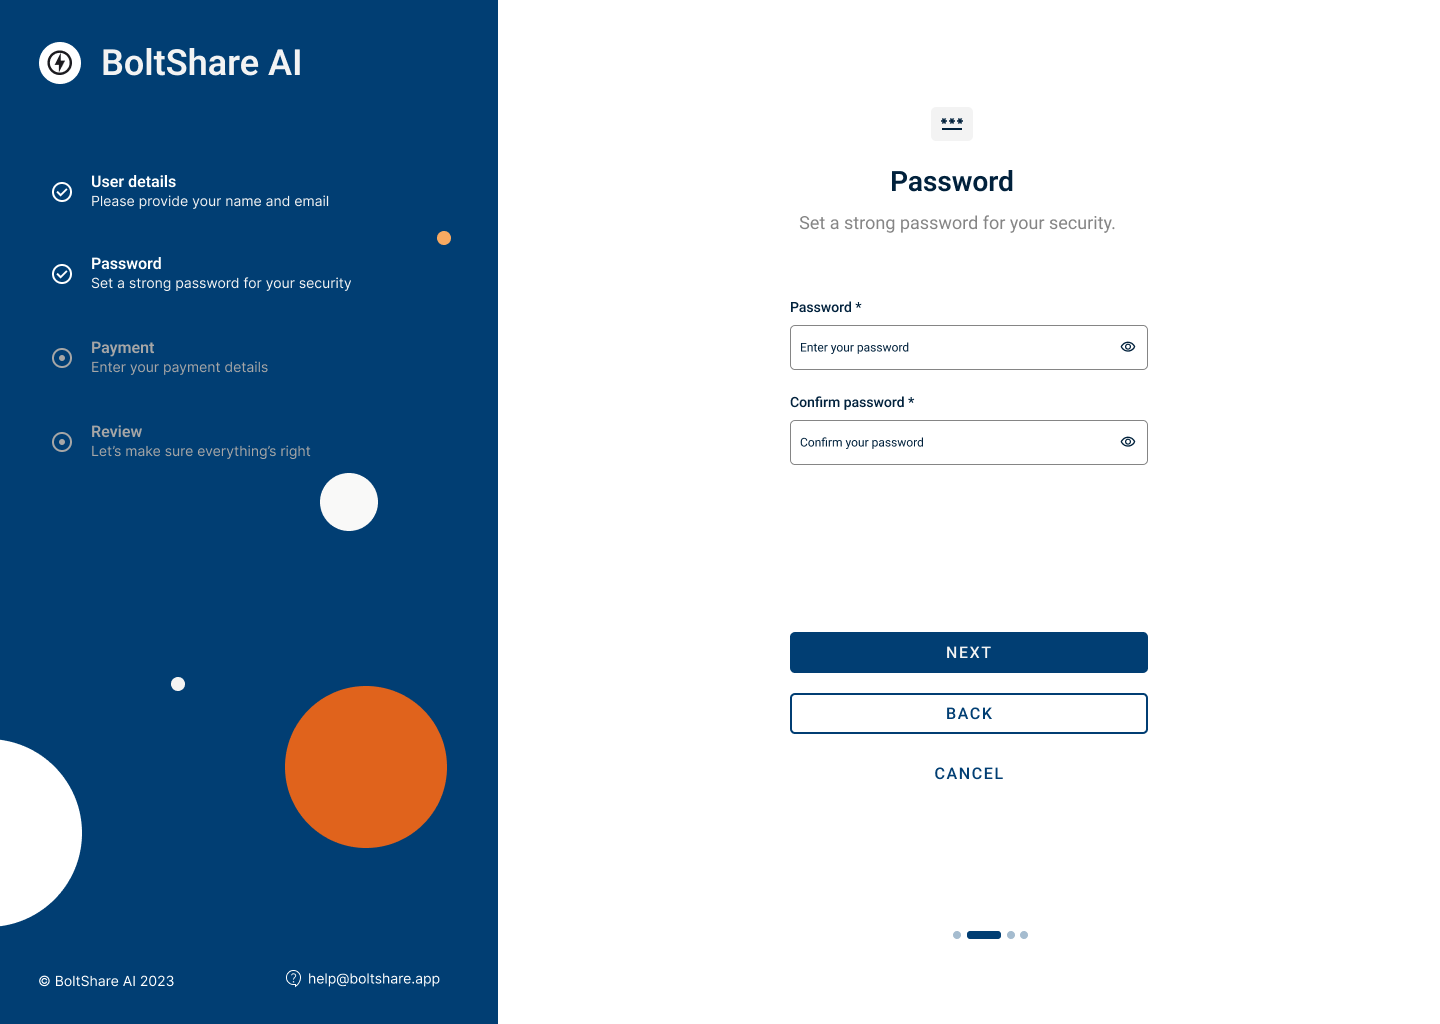 BoltShare AI
User details
Please provide your name and email
Password
Set a strong password for your security
Payment
Enter your payment details
Review
Let’s make sure everything’s right
© BoltShare AI 2023
help@boltshare.app
***
Password
Set a strong password for your security.
Password *
Enter your password
Confirm password *
Confirm your password
NEXT
BACK
CANCEL